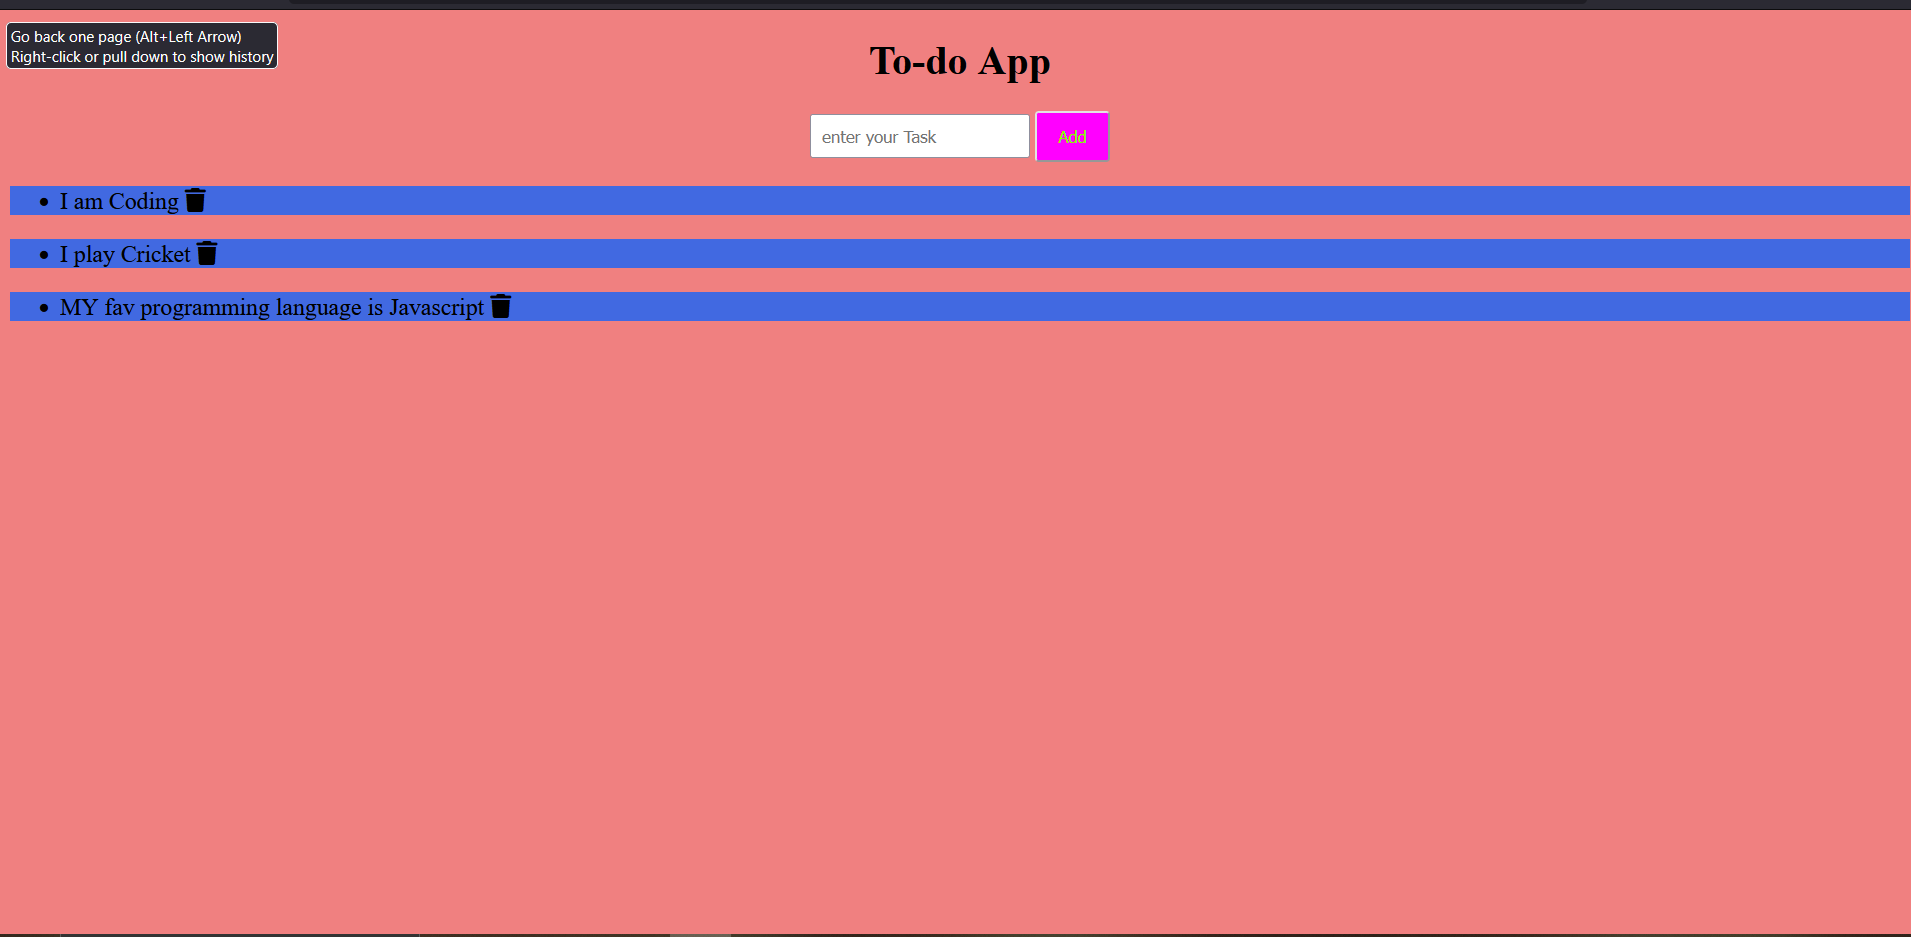 Go back one page (Alt+Left Arrow)
Right-click or pull down to show history
To-do App
enter your Task
Add
I am Coding
I play Cricket
MY fav programming language is Javascript